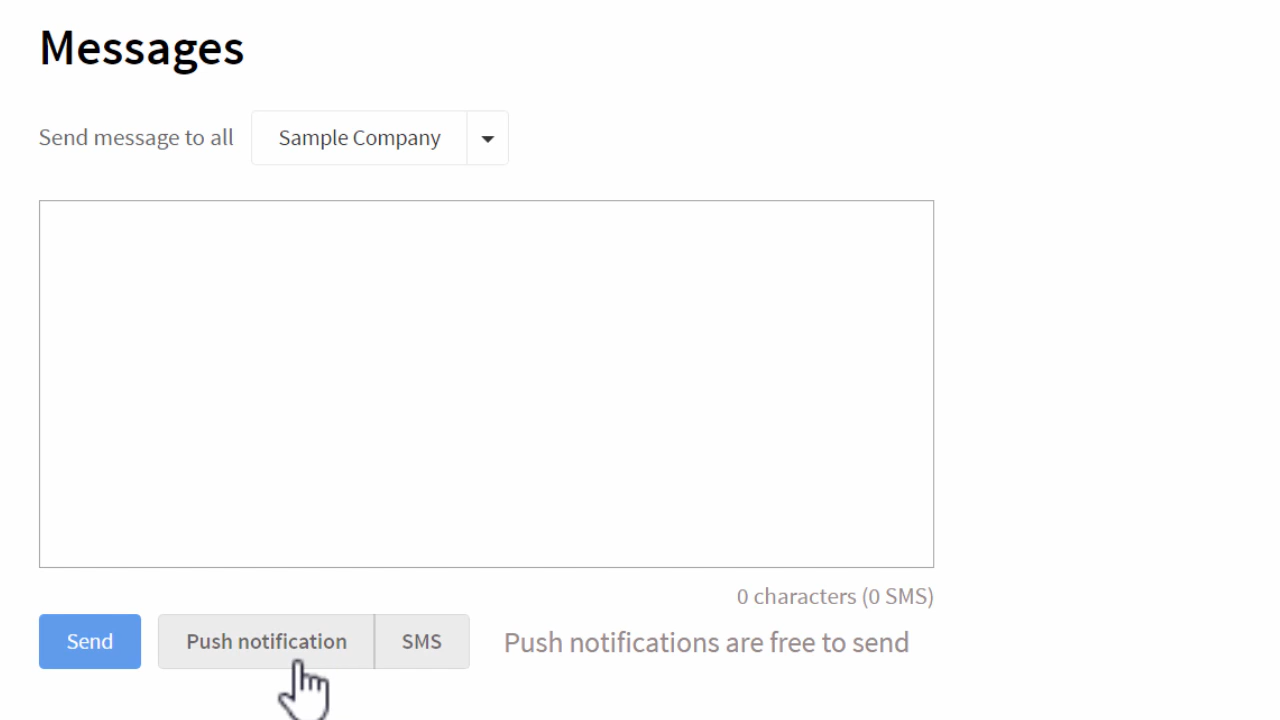 Messages
Send message to all Sample Company
0 characters (0 SMS)
Send Push notification SMS Push notifications are free to send